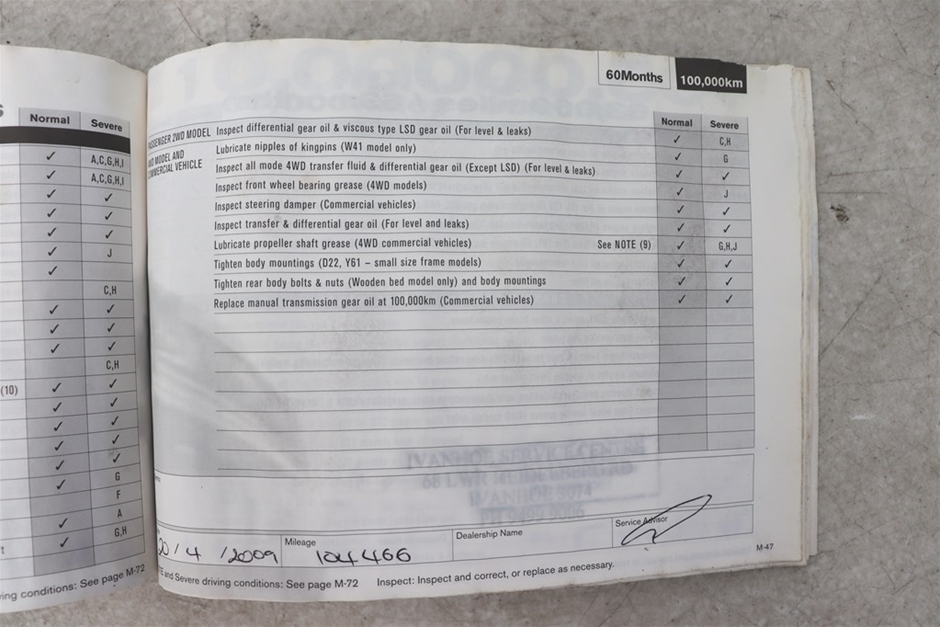 Normal Severe
✓ A,C,G,H,I
✓ A,C,G,H,I
✓ ✓
✓ ✓
✓ ✓
✓ J
✓
C,H
✓ ✓
✓ ✓
✓ ✓
C,H
(10) ✓ ✓
✓ ✓
✓ ✓
✓ ✓
✓ ✓
✓ G
F
✓ A
✓ G,H
conditions: See page M-72
60Months 100,000km
Normal Severe
2WD MODEL Inspect differential gear oil & viscous type LSD gear oil (For level & leaks) ✓ C,H
MODEL AND Lubricate nipples of kingpins (W41 model only) ✓ G
VEHICLE Inspect all mode 4WD transfer fluid & differential gear oil (Except LSD) (For level & leaks) ✓ ✓
Inspect front wheel bearing grease (4WD models) ✓ J
Inspect steering damper (Commercial vehicles) ✓ ✓
Inspect transfer & differential gear oil (For level and leaks) ✓ ✓
Lubricate propeller shaft grease (4WD commercial vehicles) See NOTE (9) ✓ G,H,J
Tighten body mountings (D22, Y61 – small size frame models) ✓ ✓
Tighten rear body bolts & nuts (Wooden bed model only) and body mountings ✓ ✓
Replace manual transmission gear oil at 100,000km (Commercial vehicles) ✓ ✓
IVANHOE SERVICE CENTRE
IVANHOE 3074
20/4/2009 Mileage 104466 Dealership Name Service Advisor
and Severe driving conditions: See page M-72 Inspect: Inspect and correct, or replace as necessary.
M-47